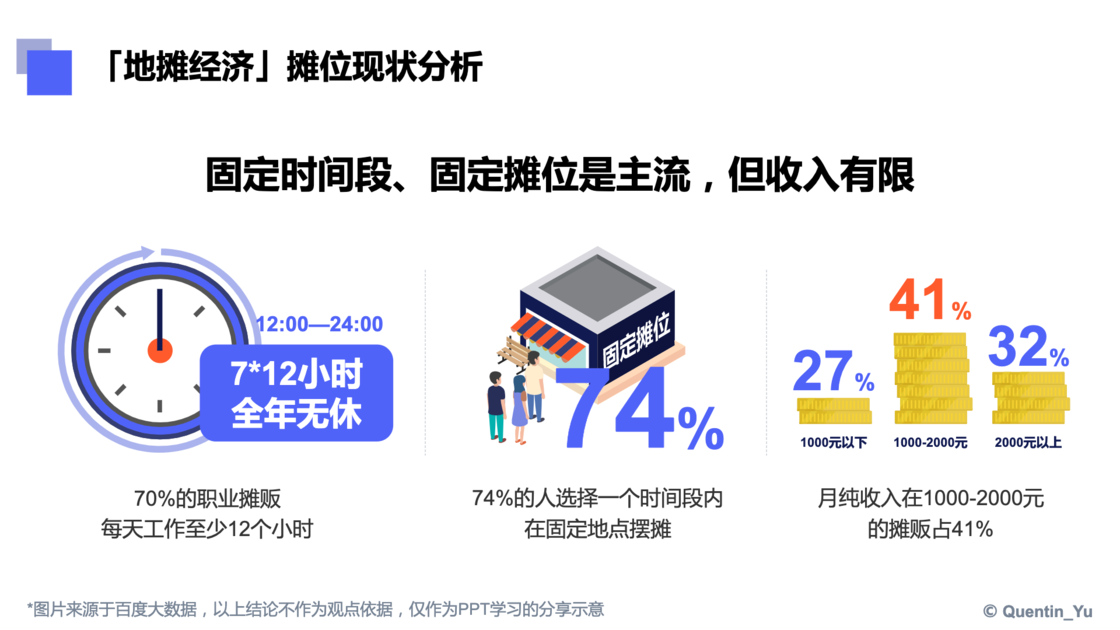 「地摊经济」摊位现状分析
固定时间段、固定摊位是主流，但收入有限
12:00—24:00
7*12小时
全年无休
70%的职业摊贩
每天工作至少12个小时
固定摊位
74%
74%的人选择一个时间段内
在固定地点摆摊
27%
41%
32%
1000元以下
1000-2000元
2000元以上
月纯收入在1000-2000元
的摊贩占41%
*图片来源于百度大数据，以上结论不作为观点依据，仅作为PPT学习的分享示意
© Quentin_Yu